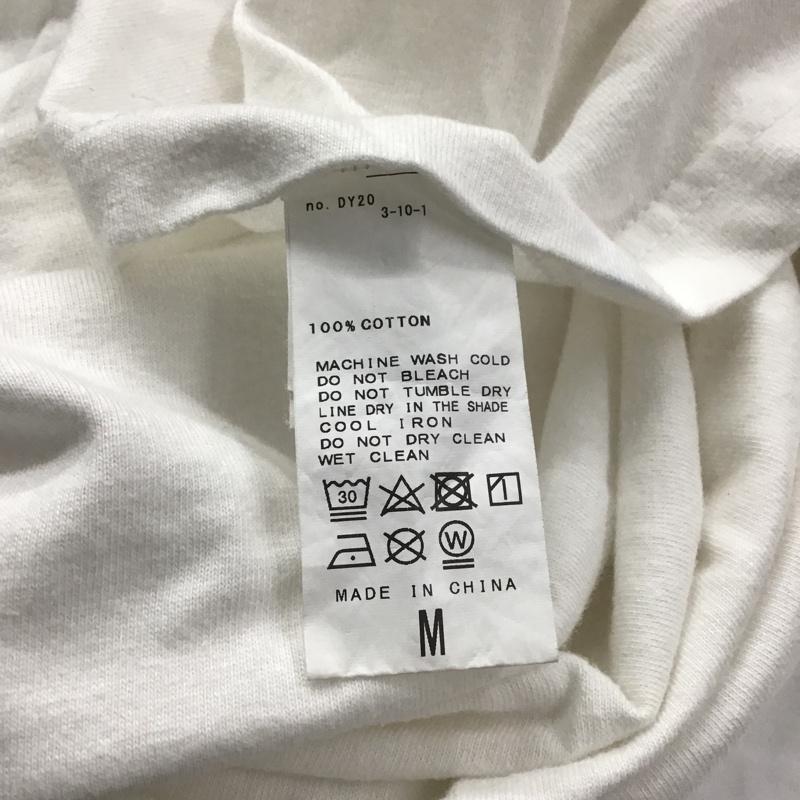 no. DY20
3-10-1
100% COTTON
MACHINE WASH COLD
DO NOT BLEACH
DO NOT TUMBLE DRY
LINE DRY IN THE SHADE
COOL IRON
DO NOT DRY CLEAN
WET CLEAN
30
W
MADE IN CHINA
M